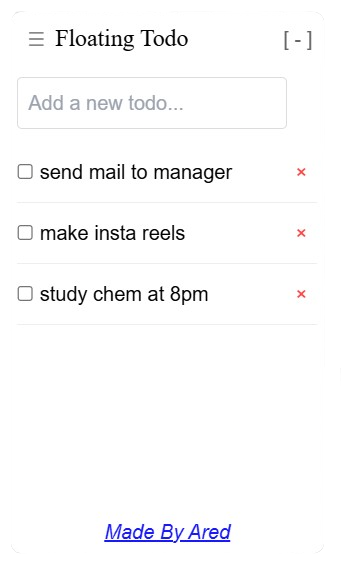 ☰ Floating Todo [ - ]
Add a new todo...
send mail to manager ×
make insta reels ×
study chem at 8pm ×
Made By Ared